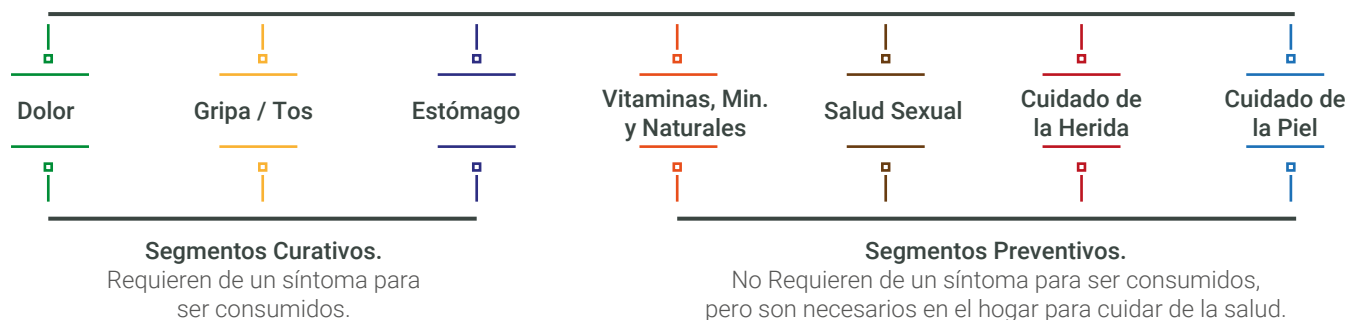 Dolor
Gripa / Tos
Estómago
Vitaminas, Min.
y Naturales
Salud Sexual
Cuidado de
la Herida
Cuidado de
la Piel
Segmentos Curativos.
Requieren de un síntoma para
ser consumidos.
Segmentos Preventivos.
No Requieren de un síntoma para ser consumidos,
pero son necesarios en el hogar para cuidar de la salud.